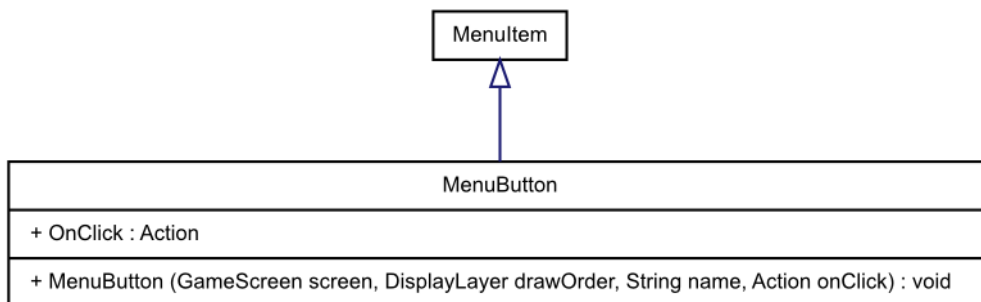 MenuItem
MenuButton
+ OnClick : Action
+ MenuButton (GameScreen screen, DisplayLayer drawOrder, String name, Action onClick) : void